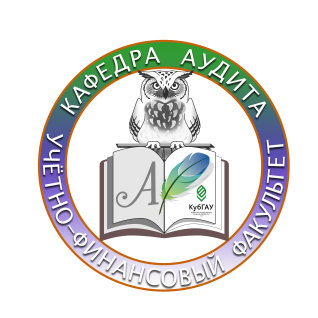 КАФЕДРА АУДИТА
УЧЁТНО-ФИНАНСОВЫЙ ФАКУЛЬТЕТ
А
КубГАУ